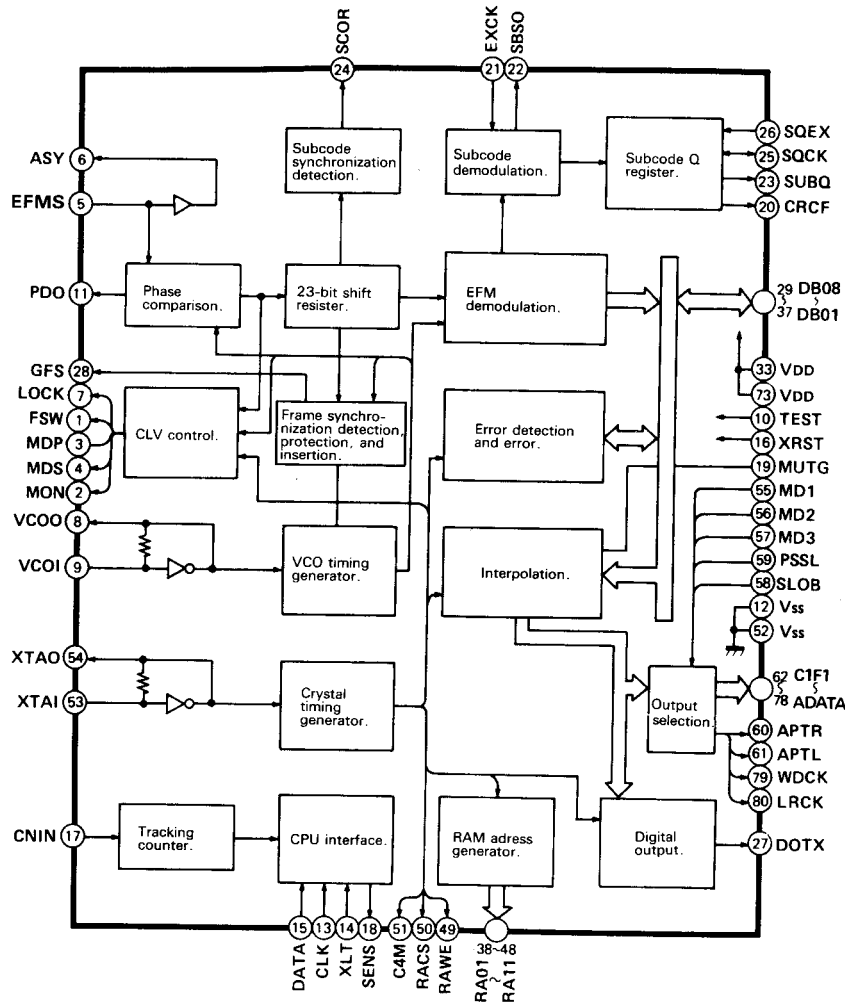 SCOR
EXCK
SBSO
24
21
22
ASY
6
EFMS
5
Subcode
synchronization
detection.
Subcode
demodulation.
Subcode Q
register.
26
SQEX
25
SQCK
23
SUBQ
20
CRCF
PDO
11
Phase
comparison.
23-bit shift
resister.
EFM
demodulation.
29
DB08
~
~
37
DB01
GFS
28
LOCK
7
FSW
1
MDP
3
MDS
4
MON
2
CLV control.
Frame synchro-
nization detection,
protection, and
insertion.
Error detection
and error.
33
VDD
73
VDD
10
TEST
16
XRST
19
MUTG
55
MD1
56
MD2
57
MD3
59
PSSL
58
SLOB
12
Vss
52
Vss
VCOO
8
VCOI
9
VCO timing
generator.
Interpolation.
XTAO
54
XTAI
53
Crystal
timing
generator.
Output
selection.
62
C1F1
~
~
78
ADATA
60
APTR
61
APTL
79
WDCK
80
LRCK
CNIN
17
Tracking
counter.
CPU interface.
RAM adress
generator.
Digital
output.
27
DOTX
15
13
14
18
51
50
49
38~48
DATA
CLK
XLT
SENS
C4M
RACS
RAWE
RA01
~
RA11